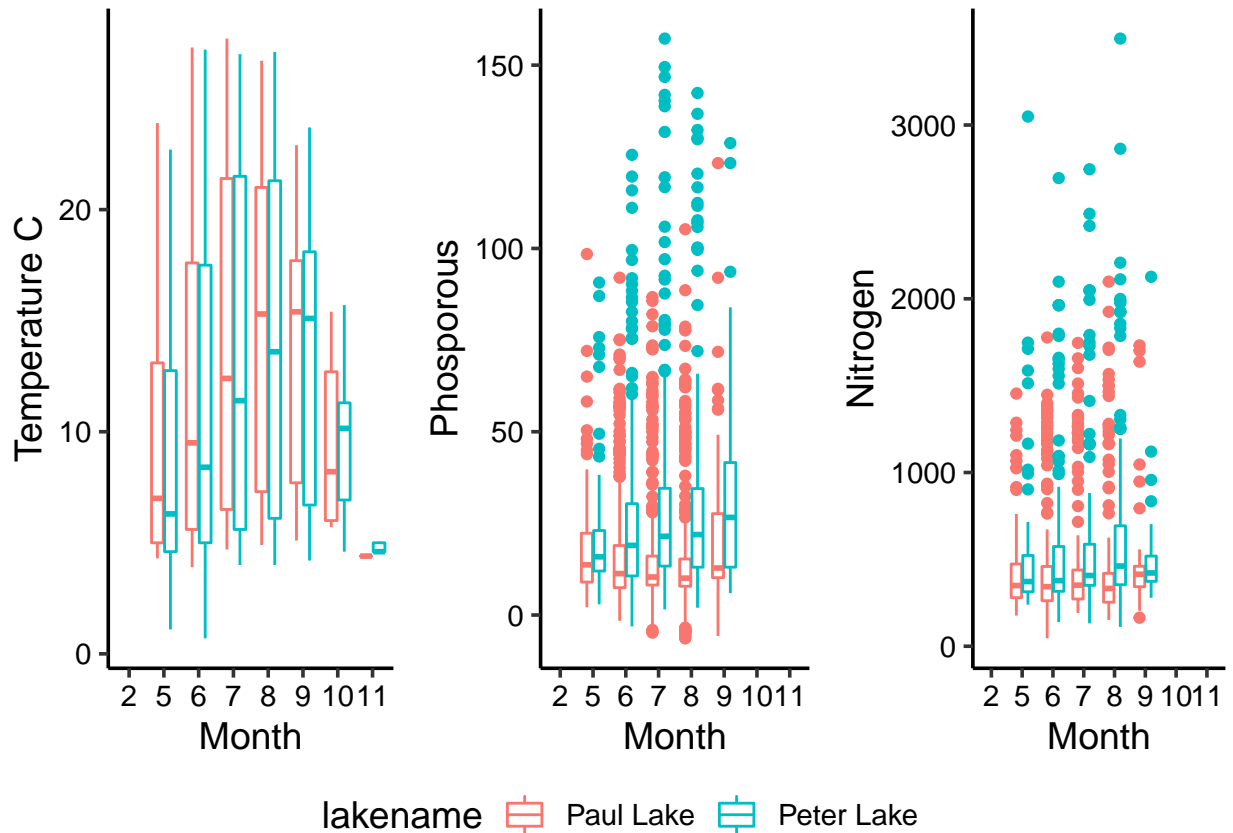 Temperature C
20
10
0
2 5 6 7 8 9 10 11
Month
Phosporous
150
100
50
0
2 5 6 7 8 9 10 11
Month
Nitrogen
3000
2000
1000
0
2 5 6 7 8 9 10 11
Month
lakename Paul Lake Peter Lake